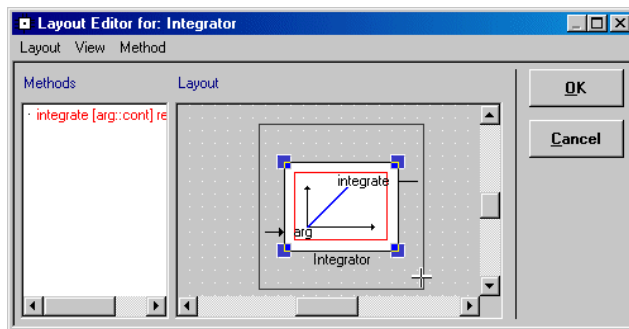 Layout Editor for: Integrator
Layout View Method
Methods
Layout
OK
Cancel
· integrate [arg::cont] re
integrate
arg
Integrator